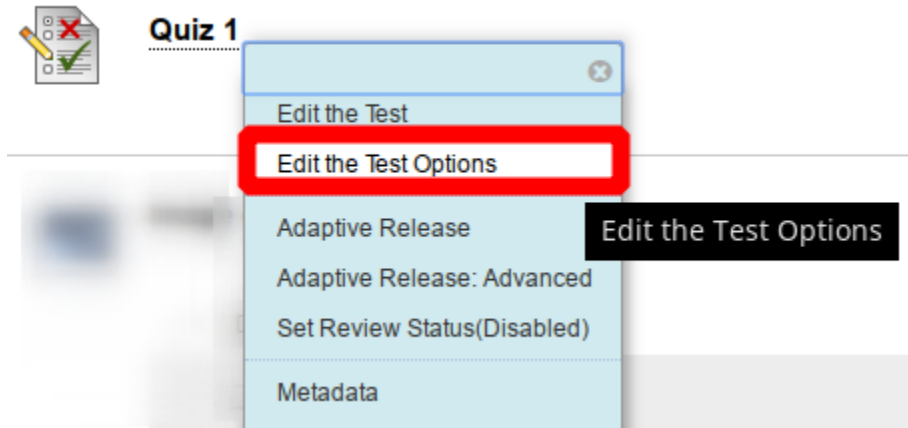 Quiz 1
Edit the Test
Edit the Test Options
Adaptive Release
Edit the Test Options
Adaptive Release: Advanced
Set Review Status(Disabled)
Metadata